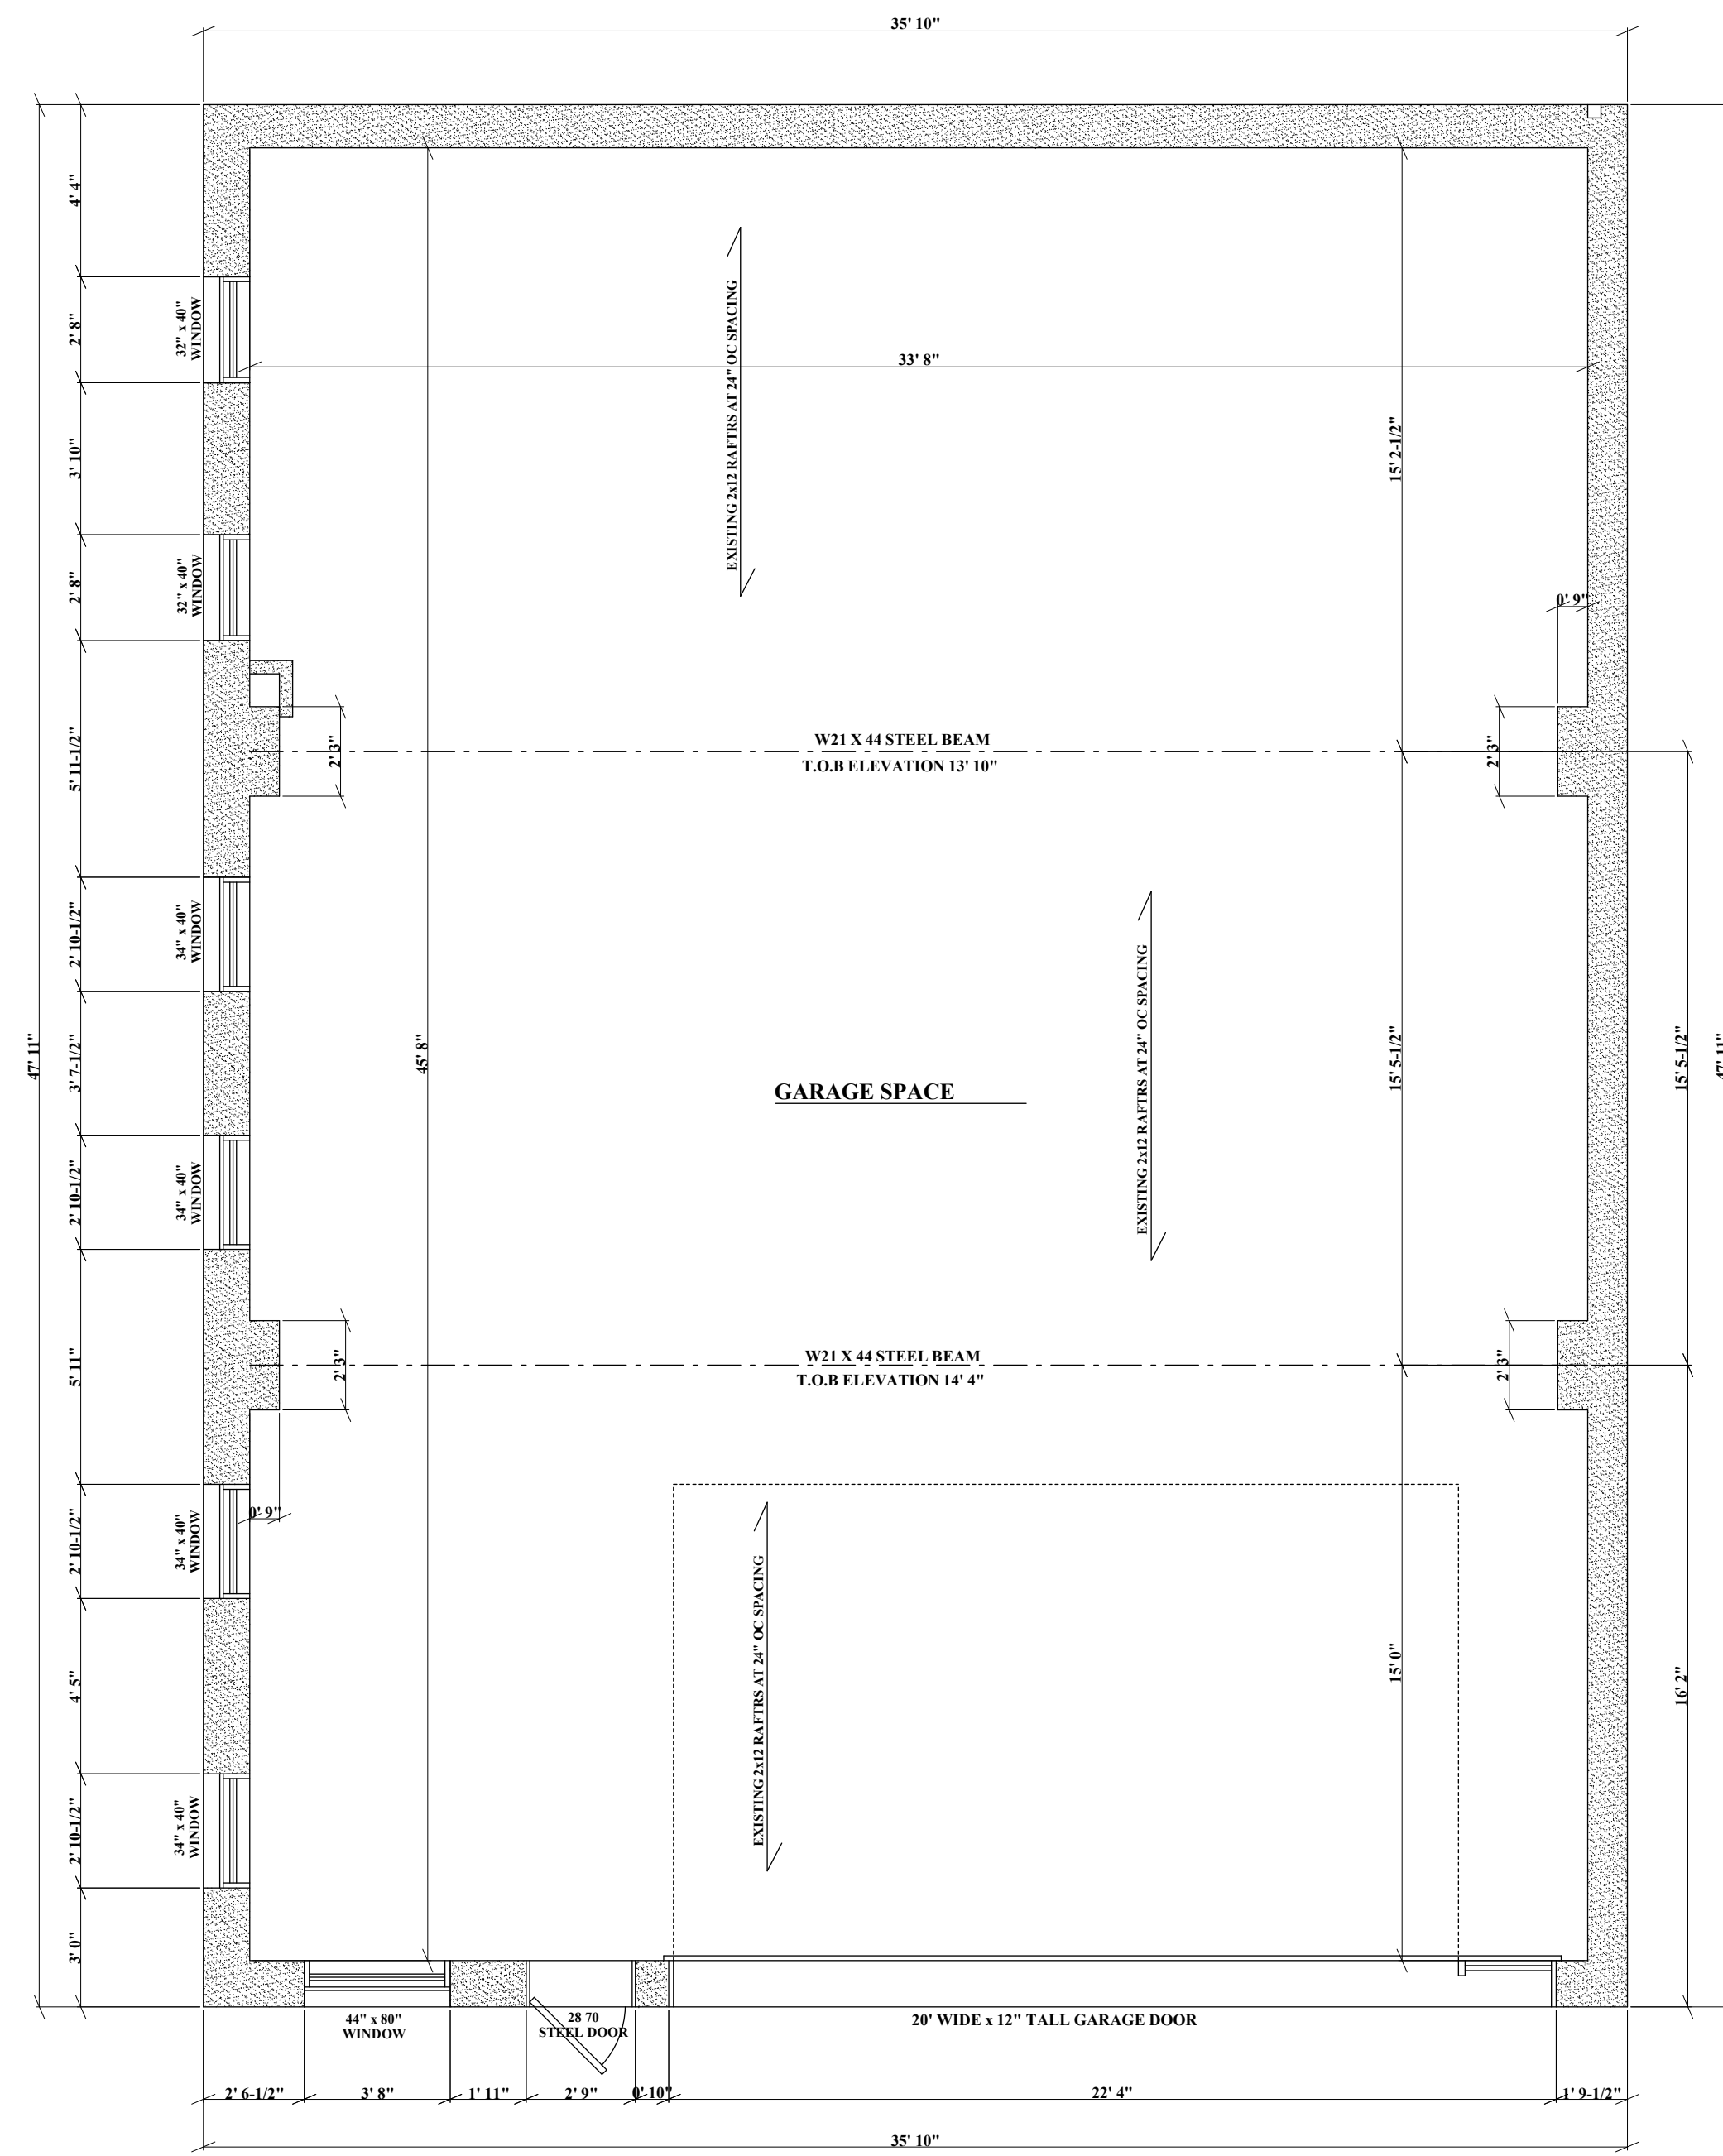 35' 10"
4' 4"
2' 8"
32" x 40"
WINDOW
EXISTING 2x12 RAFTRS AT 24" OC SPACING
33' 8"
3' 10"
15' 2-1/2"
2' 8"
32" x 40"
WINDOW
0' 9"
5' 11-1/2"
2' 3"
W21 X 44 STEEL BEAM
T.O.B ELEVATION 13' 10"
2' 3"
2' 10-1/2"
34" x 40"
WINDOW
EXISTING 2x12 RAFTRS AT 24" OC SPACING
47' 11"
3' 7-1/2"
45' 8"
GARAGE SPACE
15' 5-1/2"
15' 5-1/2"
47' 11"
2' 10-1/2"
34" x 40"
WINDOW
5' 11"
2' 3"
W21 X 44 STEEL BEAM
T.O.B ELEVATION 14' 4"
2' 3"
0' 9"
2' 10-1/2"
34" x 40"
WINDOW
EXISTING 2x12 RAFTRS AT 24" OC SPACING
4' 5"
15' 0"
16' 2"
2' 10-1/2"
34" x 40"
WINDOW
3' 0"
44" x 80"
WINDOW
28 70
STEEL DOOR
20' WIDE x 12" TALL GARAGE DOOR
2' 6-1/2"
3' 8"
1' 11"
2' 9"
0' 10"
22' 4"
1' 9-1/2"
35' 10"